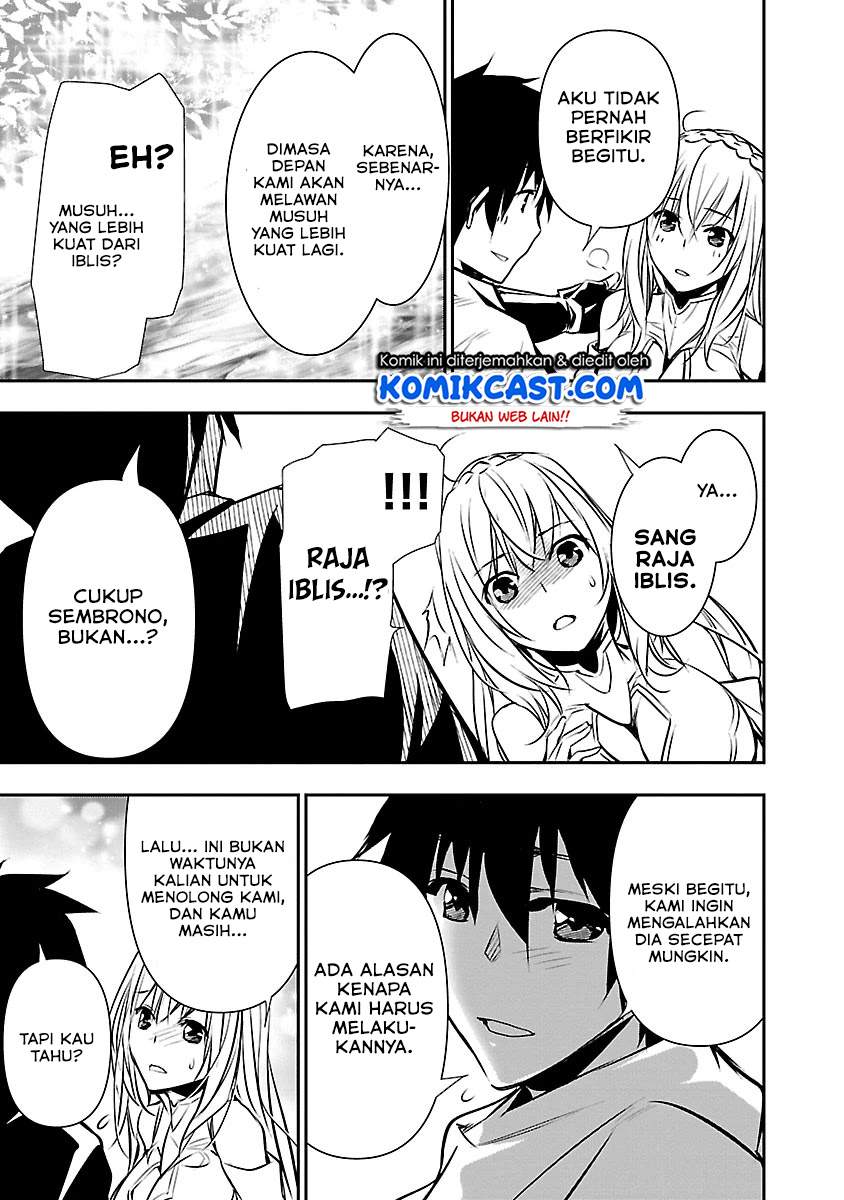 AKU TIDAK
PERNAH
BERFIKIR
BEGITU.
KARENA,
SEBENAR-
NYA...
DIMASA
DEPAN
KAMI AKAN
MELAWAN
MUSUH
YANG LEBIH
KUAT LAGI.
EH?
MUSUH...
YANG LEBIH
KUAT DARI
IBLIS?
Komik ini diterjemahkan & diedit oleh
KOMIKCAST.COM
BUKAN WEB LAIN!!
YA...
SANG
RAJA
IBLIS.
!!!
RAJA
IBLIS...!?
CUKUP
SEMBRONO,
BUKAN...?
MESKI BEGITU,
KAMI INGIN
MENGALAHKAN
DIA SECEPAT
MUNGKIN.
ADA ALASAN
KENAPA
KAMI HARUS
MELAKU-
KANNYA.
LALU... INI BUKAN
WAKTUNYA
KALIAN UNTUK
MENOLONG KAMI,
DAN KAMU
MASIH...
TAPI KAU
TAHU?